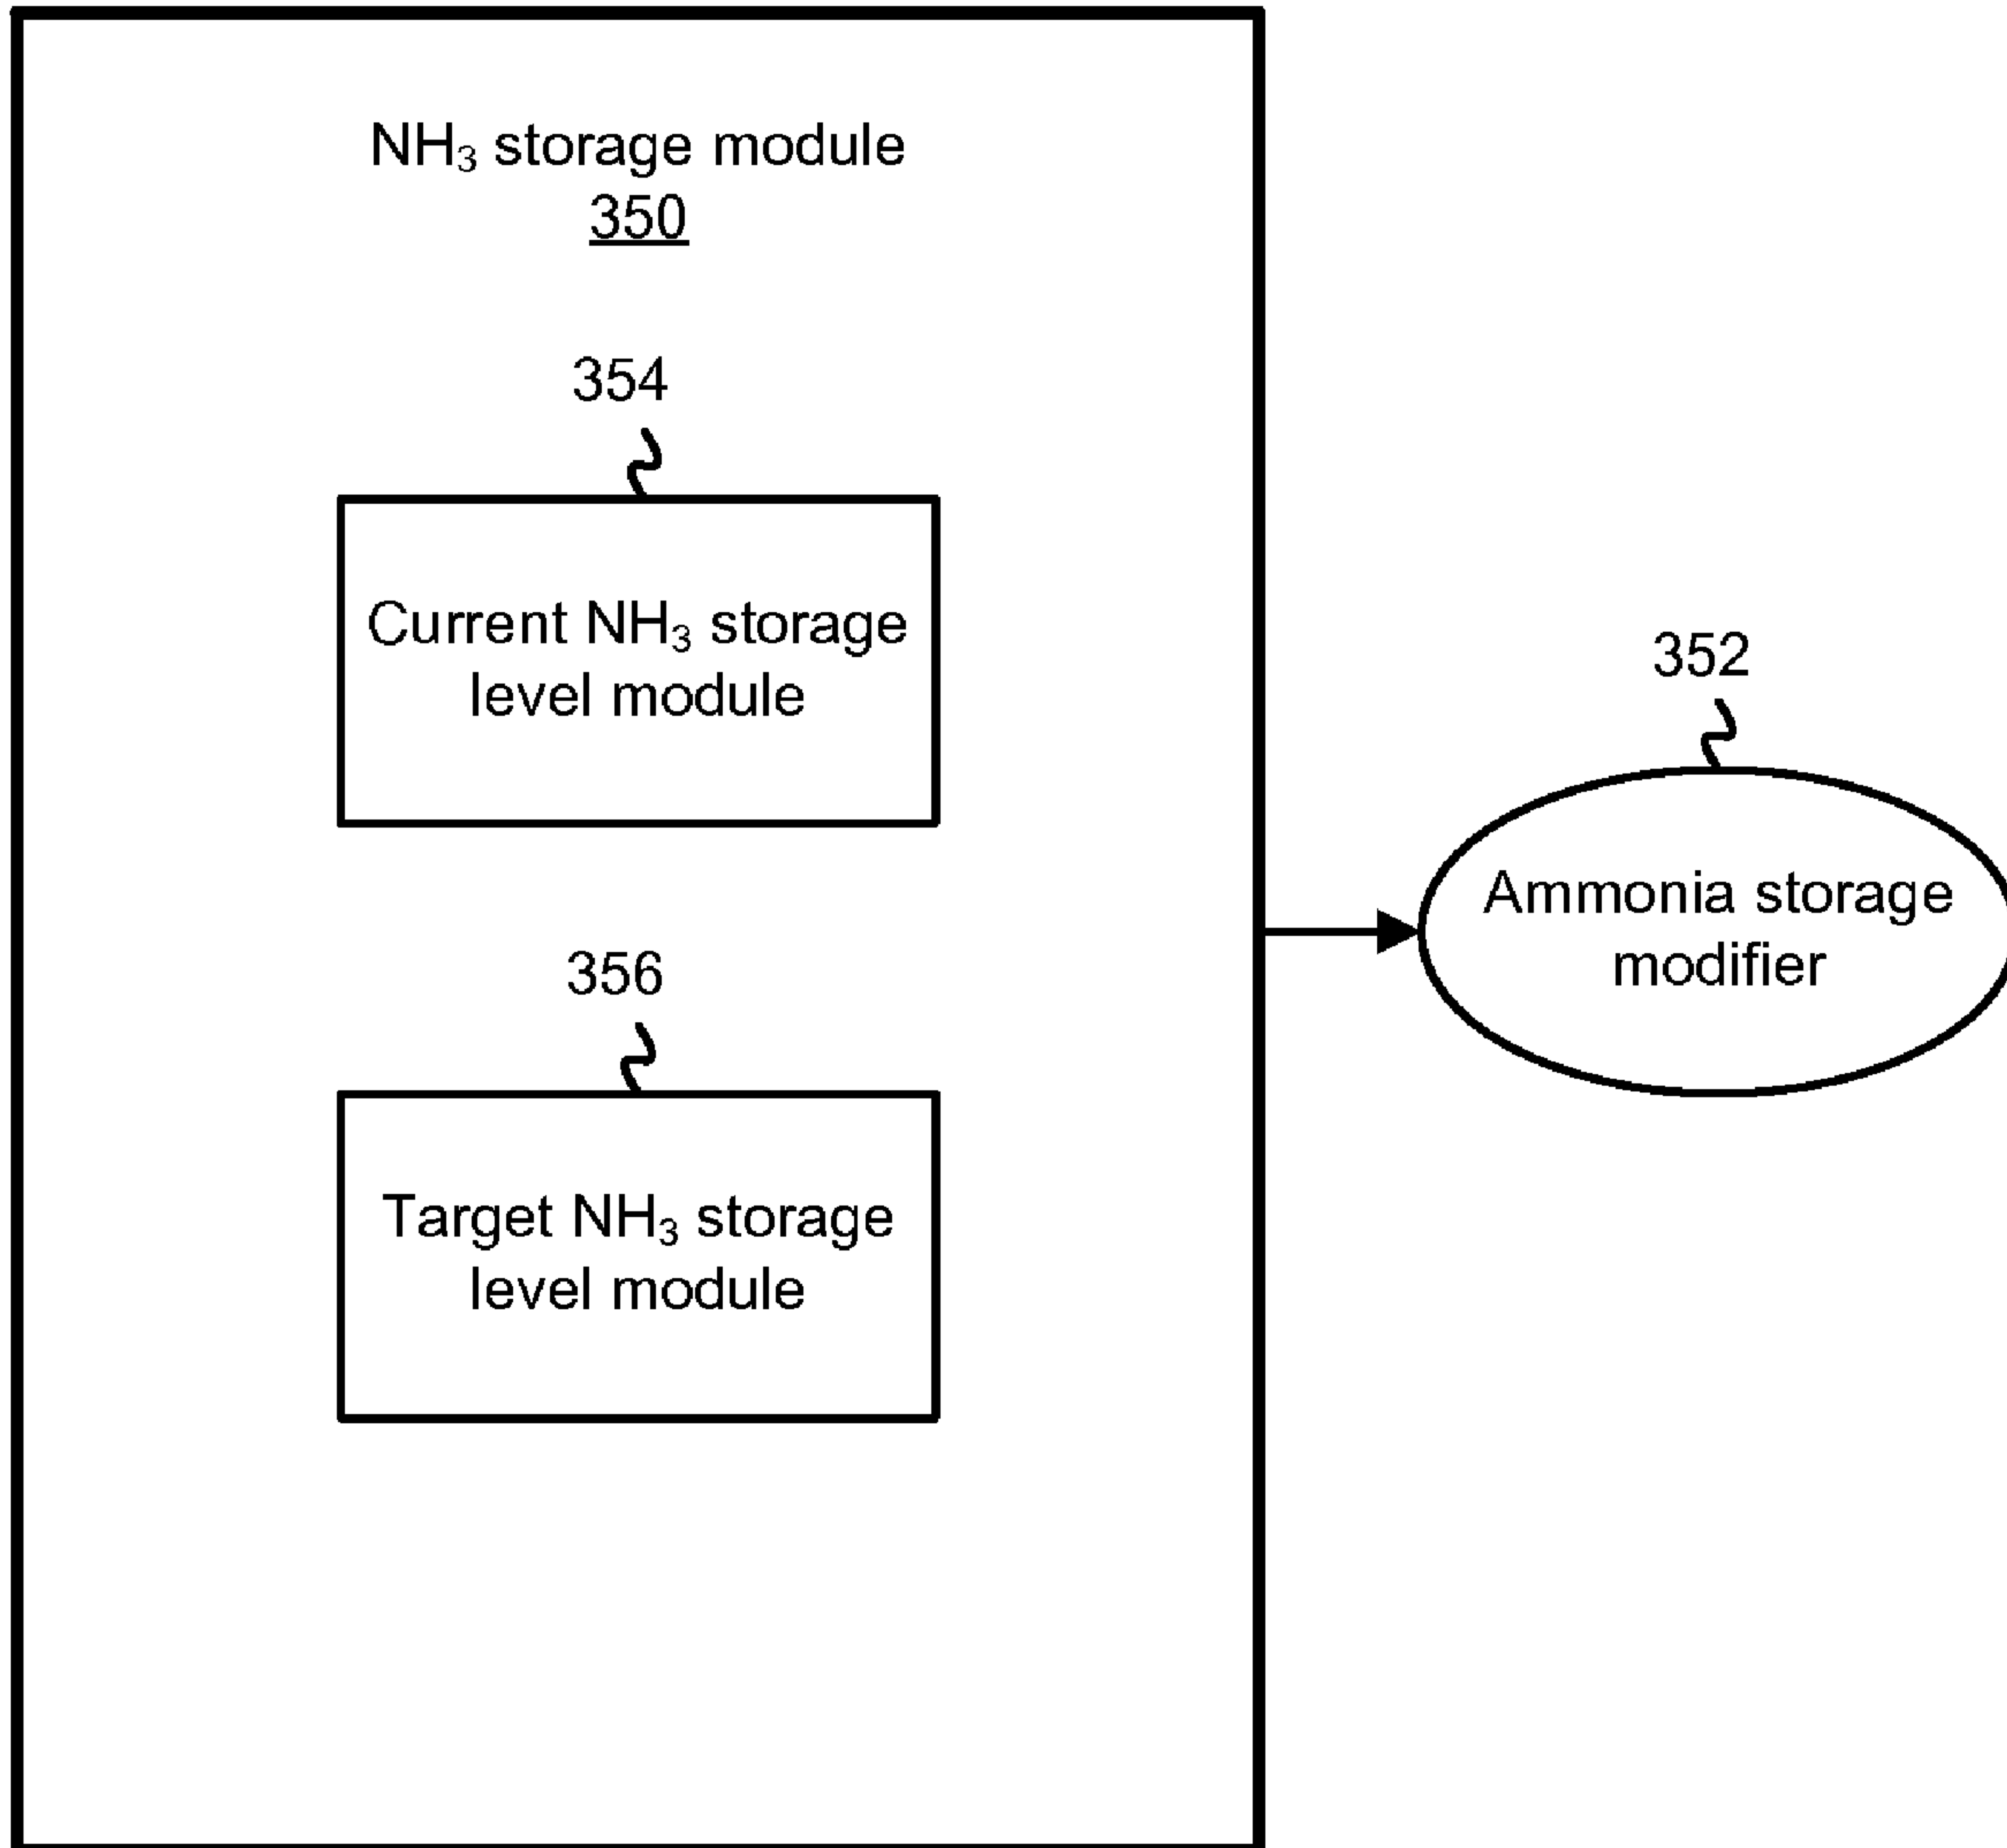 NH₃ storage module
350
354
Current NH₃ storage
level module
352
Ammonia storage
modifier
356
Target NH₃ storage
level module